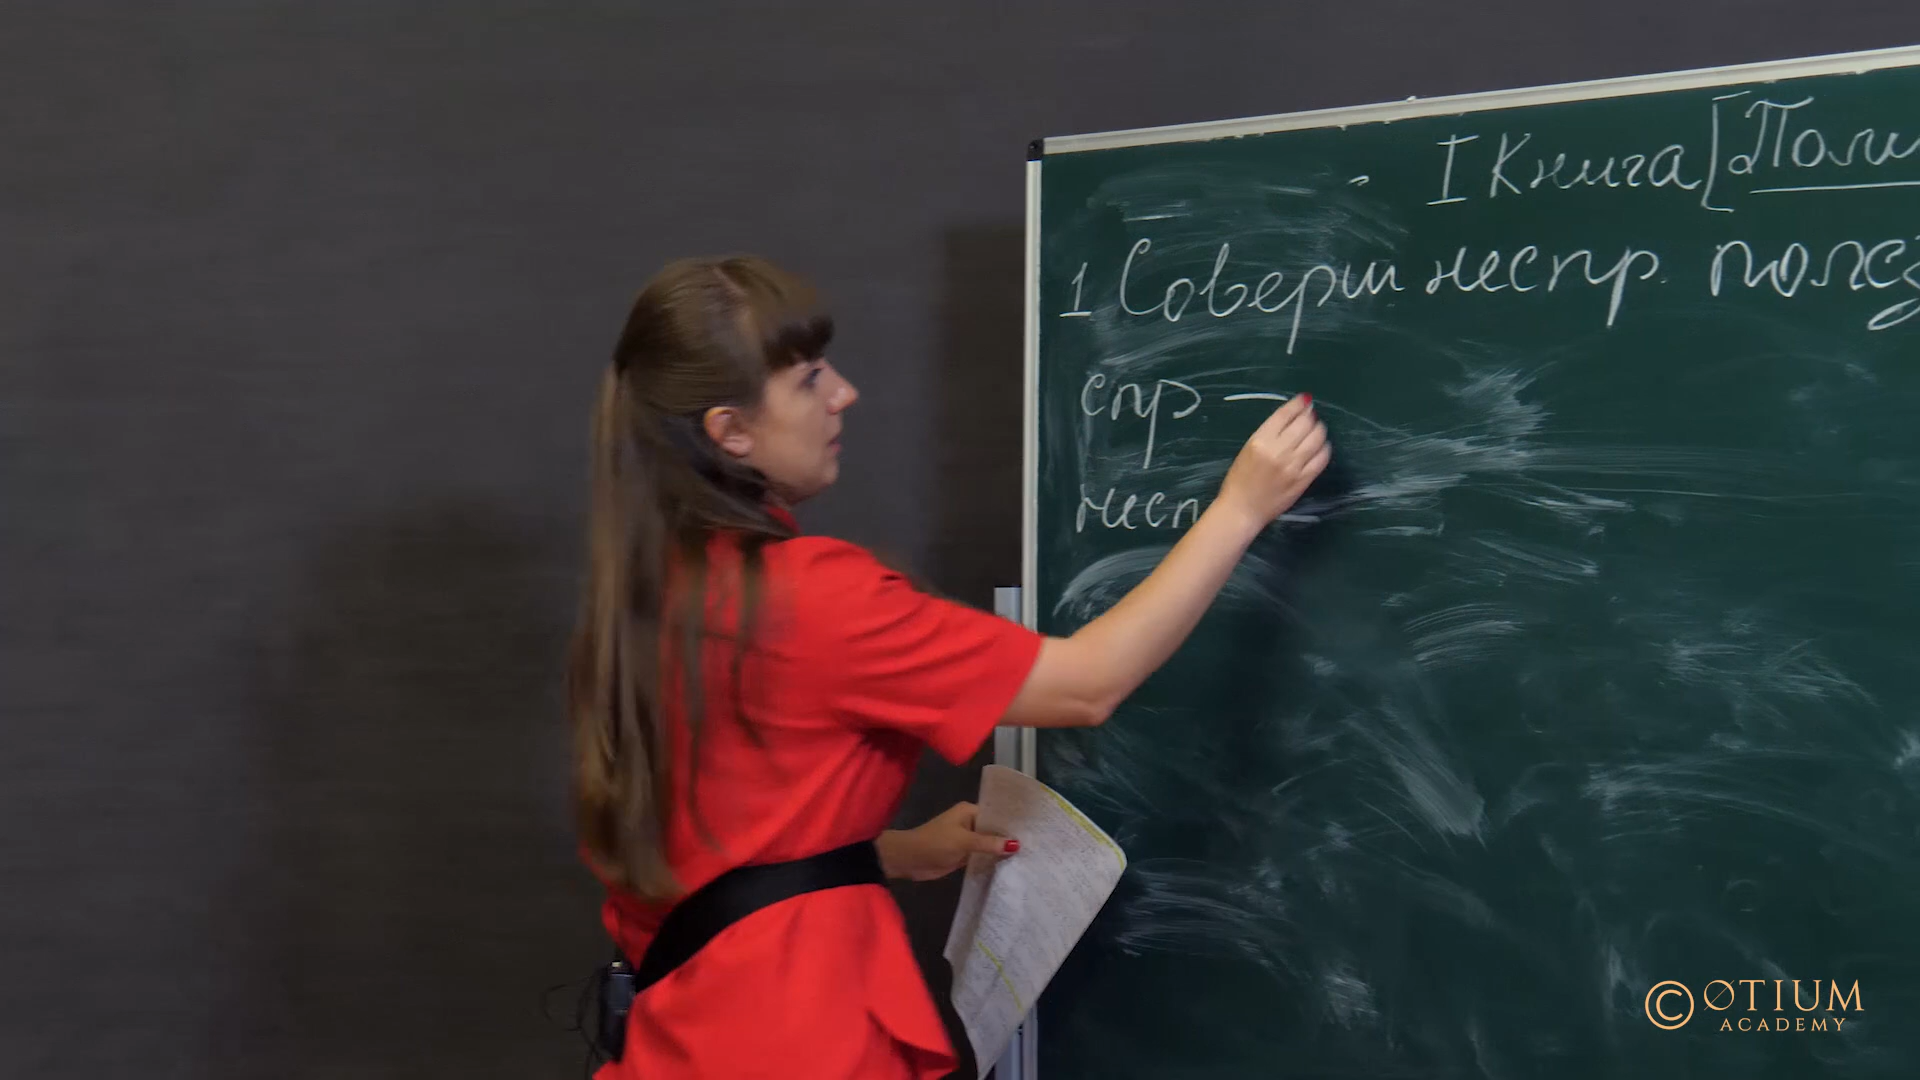 I Книга [Поли
1 Соверш неспр. полез
спр. —
несп
© OTIUM
ACADEMY